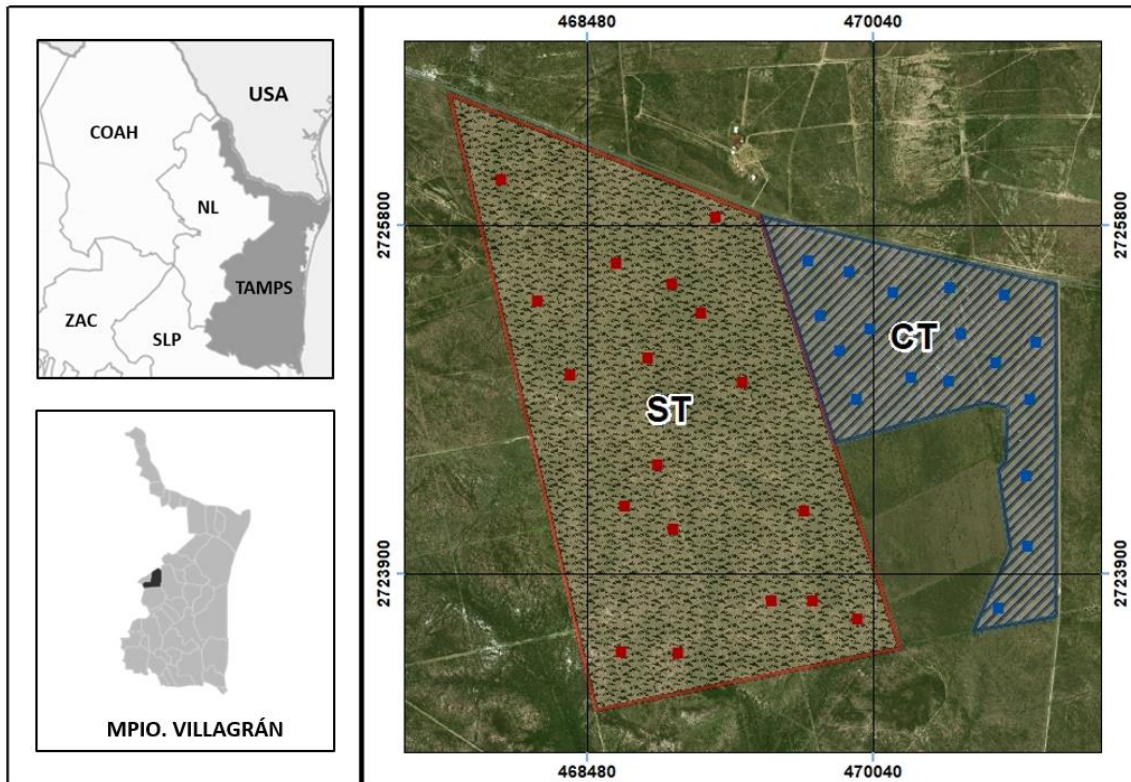 USA
COAH
NL
TAMPS
ZAC
SLP
MPIO. VILLAGRÁN
468480
470040
2725800
2725800
ST
CT
2723900
2723900
468480
470040